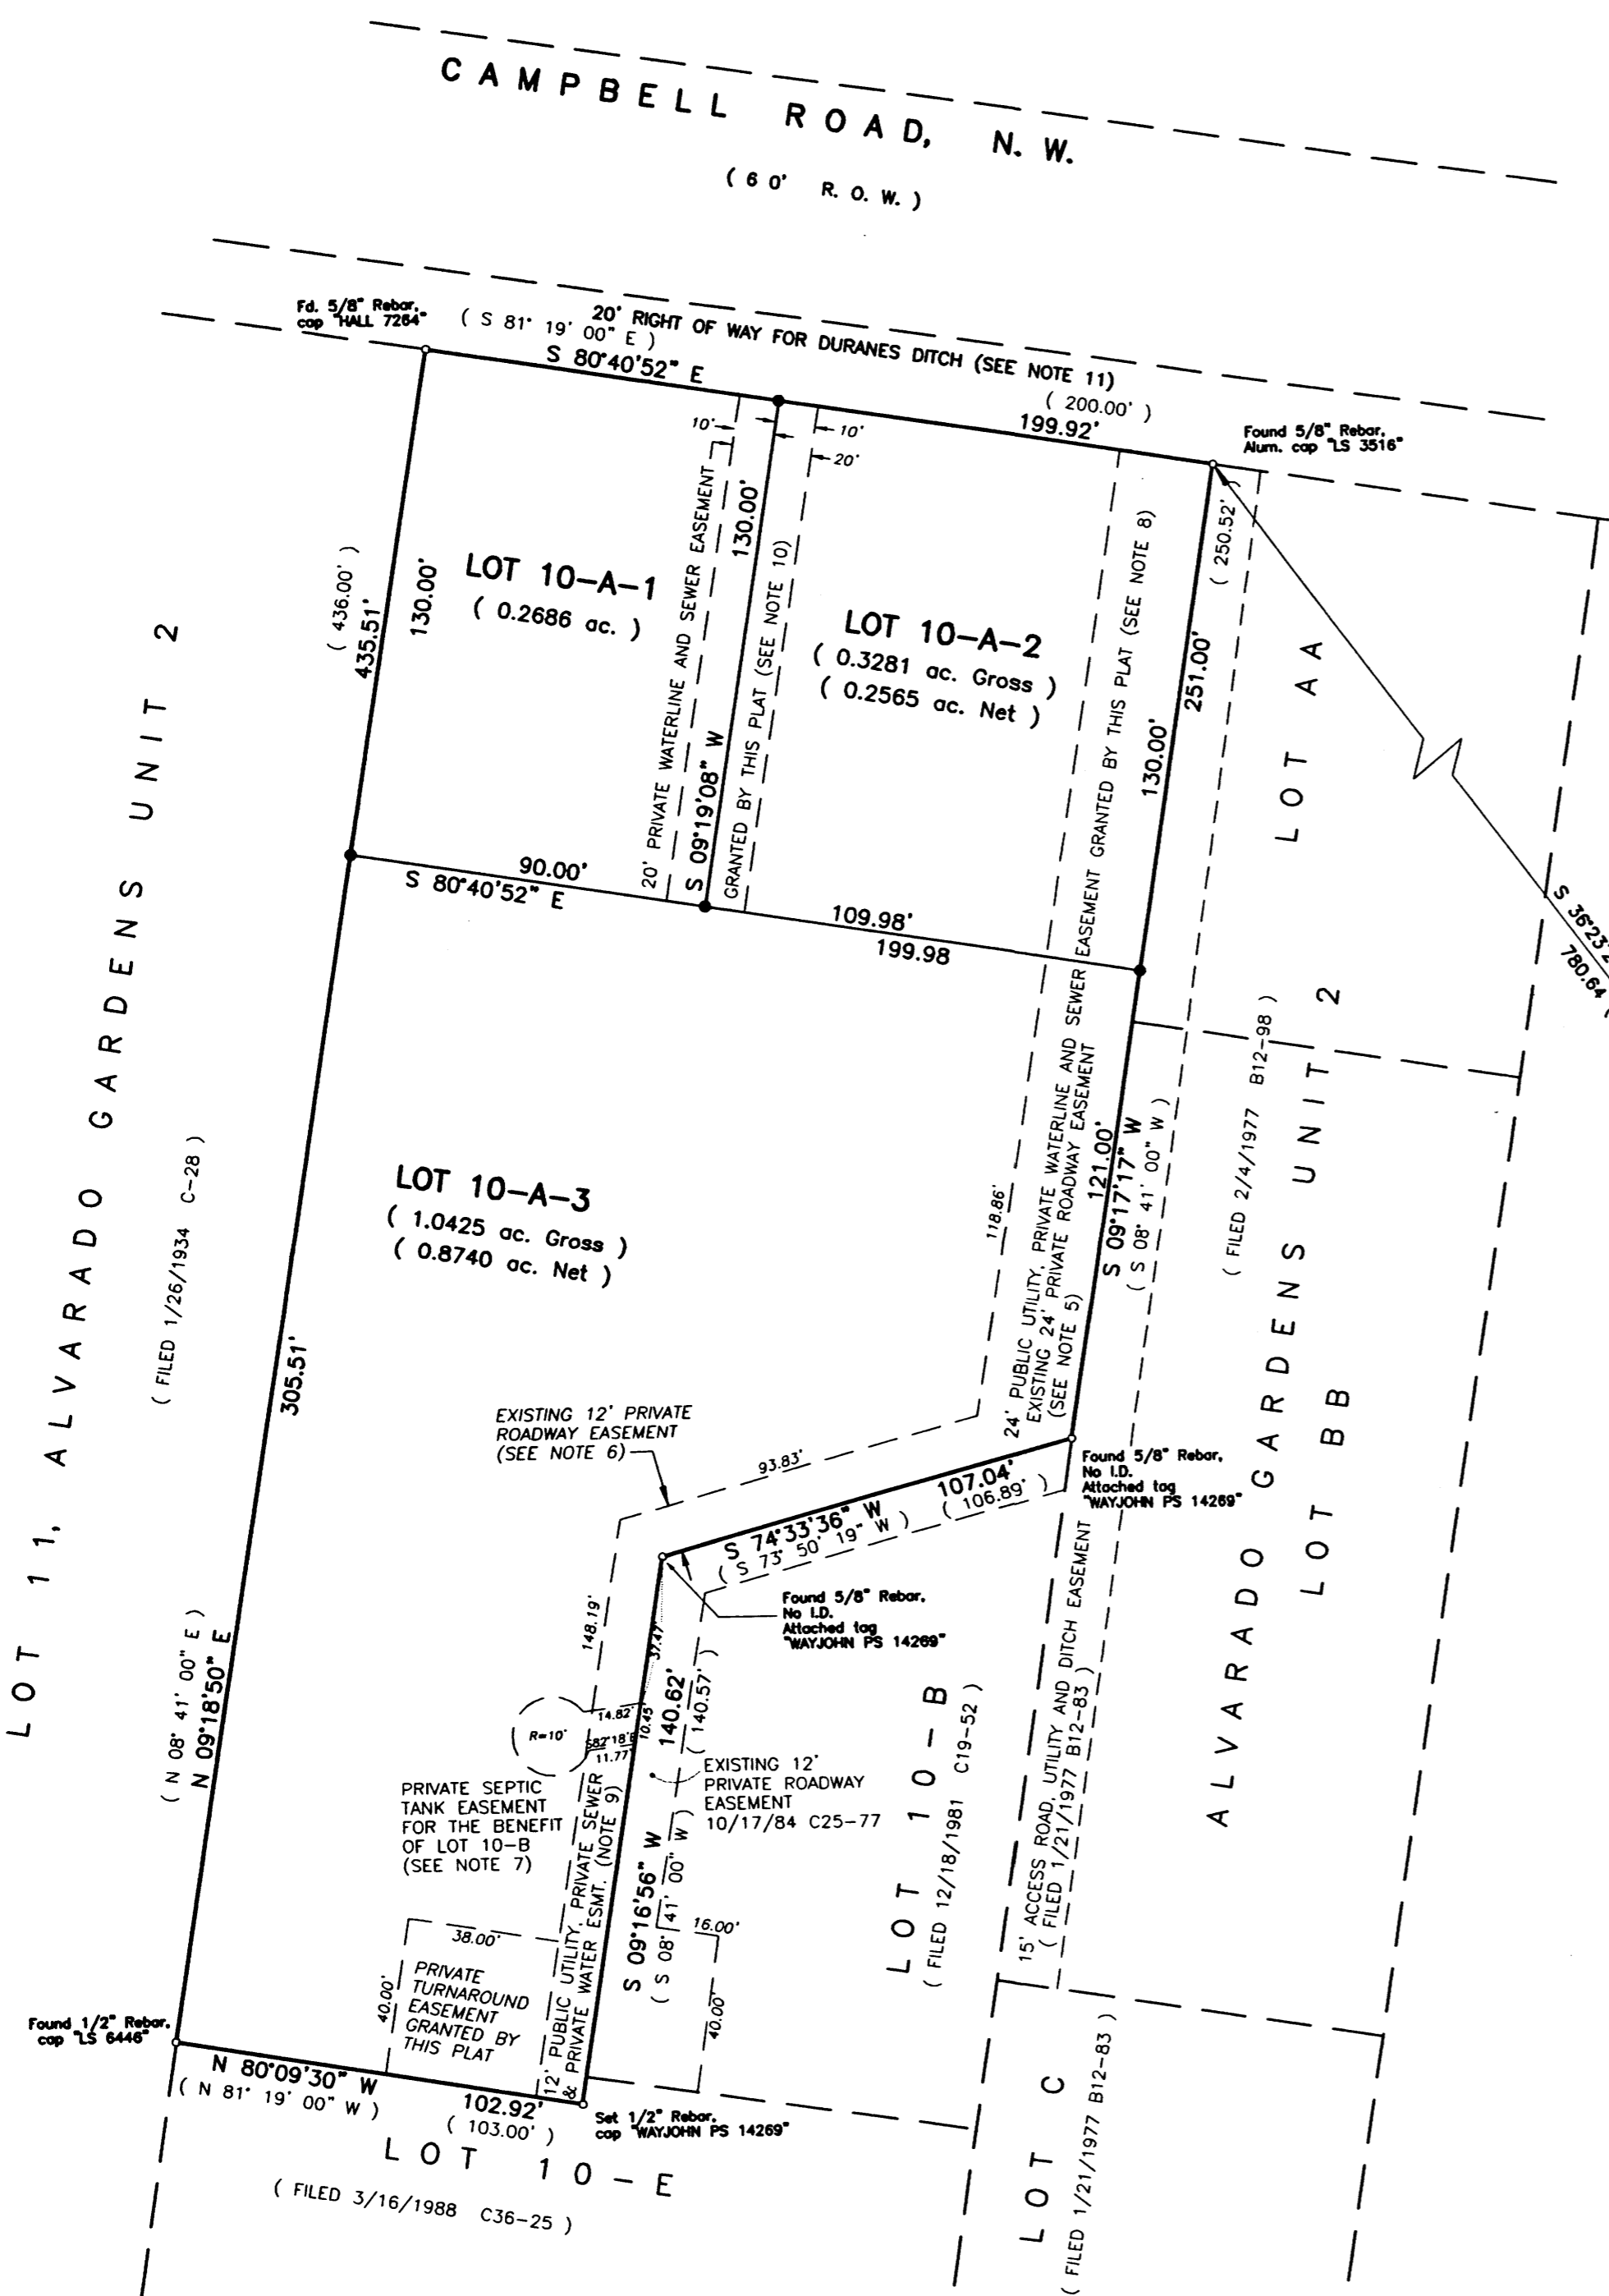 CAMPBELL ROAD, N. W.
( 60' R. O. W. )
Fd. 5/8" Rebar,
cap "HALL 7264"
( S 81° 19' 00" E )
S 80°40'52" E
20' RIGHT OF WAY FOR DURANES DITCH (SEE NOTE 11)
( 200.00' )
199.92'
Found 5/8" Rebar,
Alum. cap "LS 3516"
10'
10'
20'
( 436.00' )
435.51'
130.00'
LOT 10-A-1
( 0.2686 ac. )
20' PRIVATE WATERLINE AND SEWER EASEMENT
GRANTED BY THIS PLAT (SEE NOTE 10)
130.00'
S 09°19'08" W
LOT 10-A-2
( 0.3281 ac. Gross )
( 0.2565 ac. Net )
( 250.52' )
251.00'
130.00'
LOT AA
S 36°23'2
780.64
90.00'
S 80°40'52" E
109.98'
199.98
LOT 11, ALVARADO GARDENS UNIT 2
( FILED 1/26/1934 C-28 )
24' PUBLIC UTILITY, PRIVATE WATERLINE AND SEWER EASEMENT GRANTED BY THIS PLAT (SEE NOTE 8)
EXISTING 24' PRIVATE ROADWAY EASEMENT
(SEE NOTE 5)
121.00'
S 09°17'17" W
( S 08° 41' 00" W )
118.86'
( FILED 2/4/1977 B12-98 )
ALVARADO GARDENS UNIT 2
LOT BB
LOT 10-A-3
( 1.0425 ac. Gross )
( 0.8740 ac. Net )
305.51'
EXISTING 12' PRIVATE
ROADWAY EASEMENT
(SEE NOTE 6)
93.83'
107.04'
( 106.89' )
S 74°33'36" W
( S 73° 50' 19" W )
Found 5/8" Rebar,
No I.D.
Attached tag
"WAYJOHN PS 14269"
Found 5/8" Rebar,
No I.D.
Attached tag
"WAYJOHN PS 14269"
148.19'
37.47'
( N 08° 41' 00" E )
N 09°18'50" E
R=10'
14.82'
10.45'
S82°18'E
11.77'
140.62'
( 140.57' )
PRIVATE SEPTIC
TANK EASEMENT
FOR THE BENEFIT
OF LOT 10-B
(SEE NOTE 7)
EXISTING 12'
PRIVATE ROADWAY
EASEMENT
10/17/84 C25-77
12' PUBLIC UTILITY, PRIVATE SEWER
& PRIVATE WATER ESMT. (NOTE 9)
S 09°16'56" W
( S 08° 41' 00" W )
LOT 10-B
( FILED 12/18/1981 C19-52 )
15' ACCESS ROAD, UTILITY AND DITCH EASEMENT
( FILED 1/21/1977 B12-83 )
38.00'
16.00'
40.00'
40.00'
PRIVATE
TURNAROUND
EASEMENT
GRANTED BY
THIS PLAT
Found 1/2" Rebar,
cap "LS 6446"
N 80°09'30" W
( N 81° 19' 00" W )
102.92'
( 103.00' )
Set 1/2" Rebar,
cap "WAYJOHN PS 14269"
LOT 10-E
( FILED 3/16/1988 C36-25 )
LOT C
( FILED 1/21/1977 B12-83 )